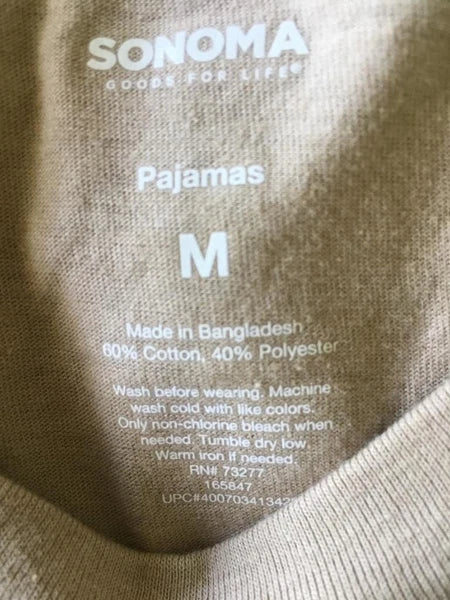 SONOMA
GOODS FOR LIFE®
Pajamas
M
Made in Bangladesh
60% Cotton, 40% Polyester
Wash before wearing. Machine
wash cold with like colors.
Only non-chlorine bleach when
needed. Tumble dry low.
Warm iron if needed.
RN# 73277
165847